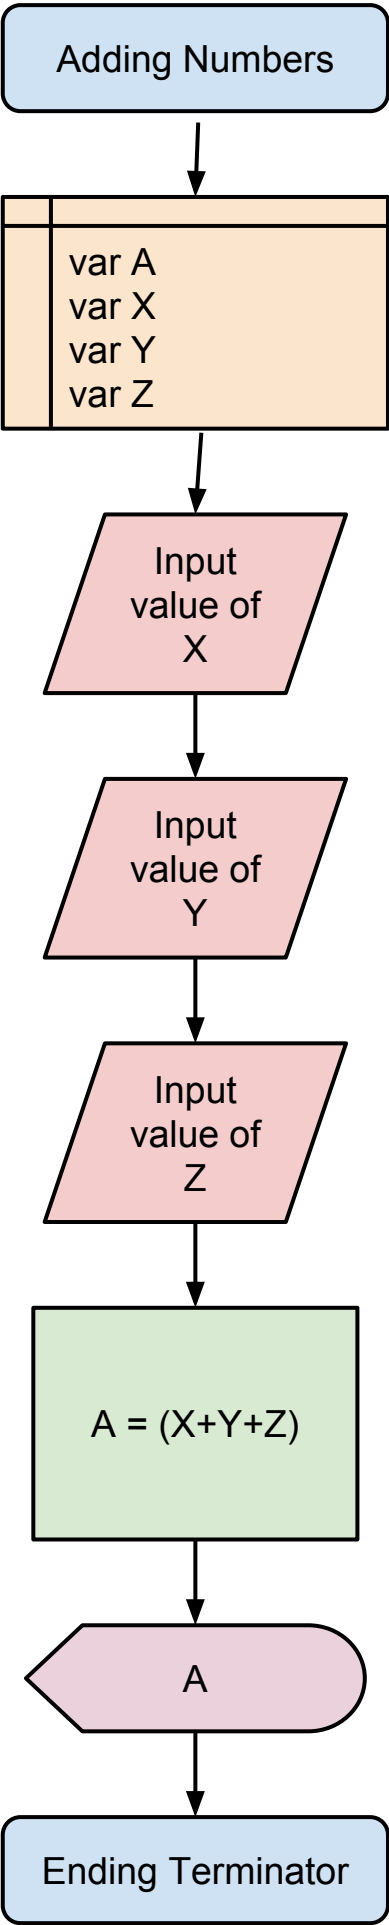 Adding Numbers
var A
var X
var Y
var Z
Input
value of
X
Input
value of
Y
Input
value of
Z
A = (X+Y+Z)
A
Ending Terminator